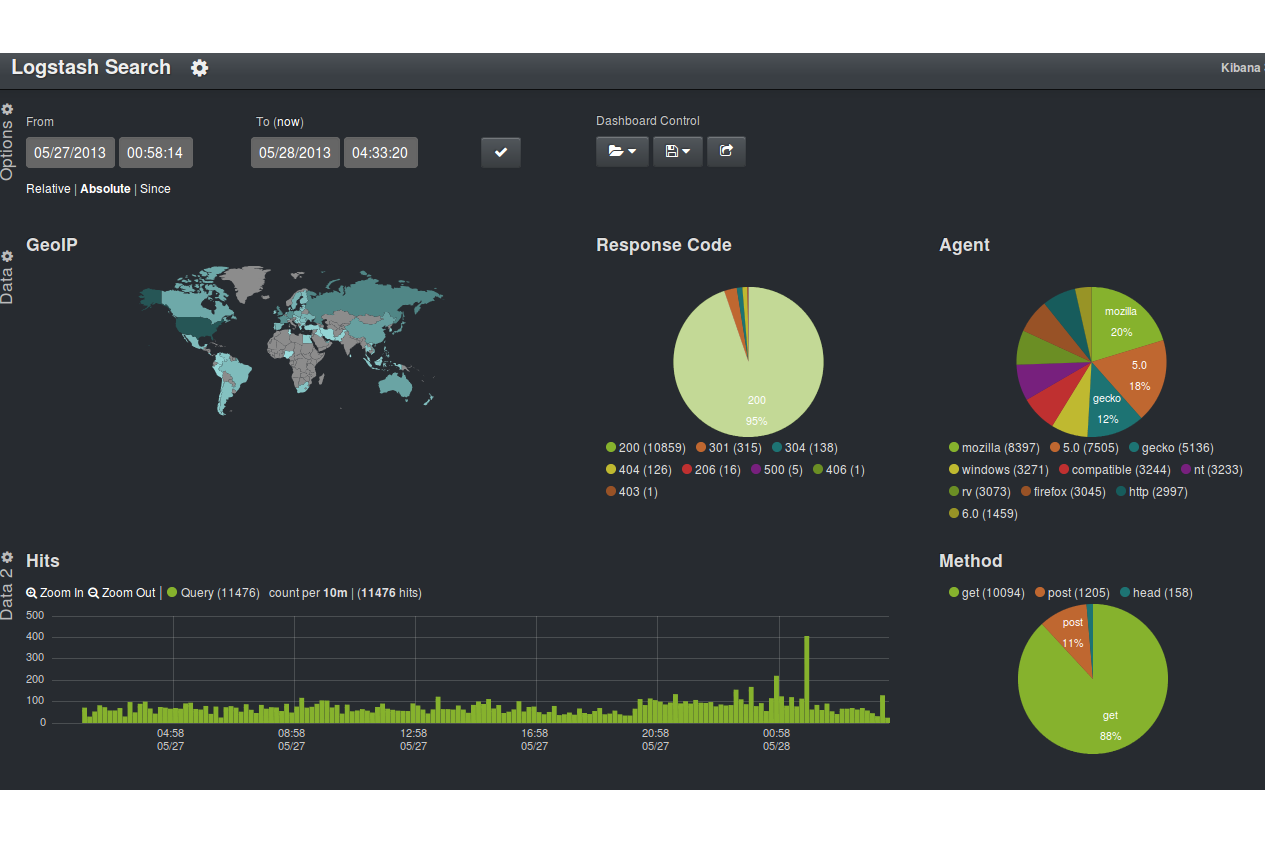 Logstash Search
Kibana
Options
From
To (now)
Dashboard Control
05/27/2013 00:58:14
05/28/2013 04:33:20
Relative | Absolute | Since
Data
GeoIP
Response Code
200
95%
200 (10859) 301 (315) 304 (138)
404 (126) 206 (16) 500 (5) 406 (1)
403 (1)
Agent
mozilla
20%
5.0
18%
gecko
12%
mozilla (8397) 5.0 (7505) gecko (5136)
windows (3271) compatible (3244) nt (3233)
rv (3073) firefox (3045) http (2997)
6.0 (1459)
Data 2
Hits
Zoom In Zoom Out | Query (11476) count per 10m | (11476 hits)
500
400
300
200
100
0
04:58 08:58 12:58 16:58 20:58 00:58
05/27 05/27 05/27 05/27 05/27 05/28
Method
get (10094) post (1205) head (158)
post
11%
get
88%